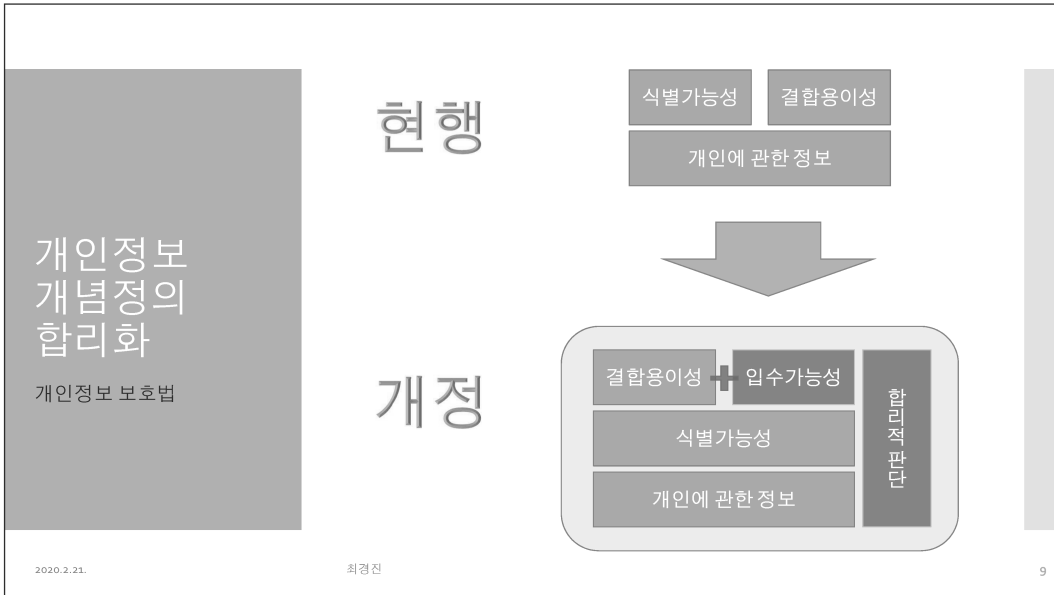 개인정보
개념정의
합리화
개인정보 보호법
현행
식별가능성
결합용이성
개인에 관한 정보
개정
결합용이성
입수가능성
식별가능성
개인에 관한 정보
합리적판단
2020.2.21.
최경진
9